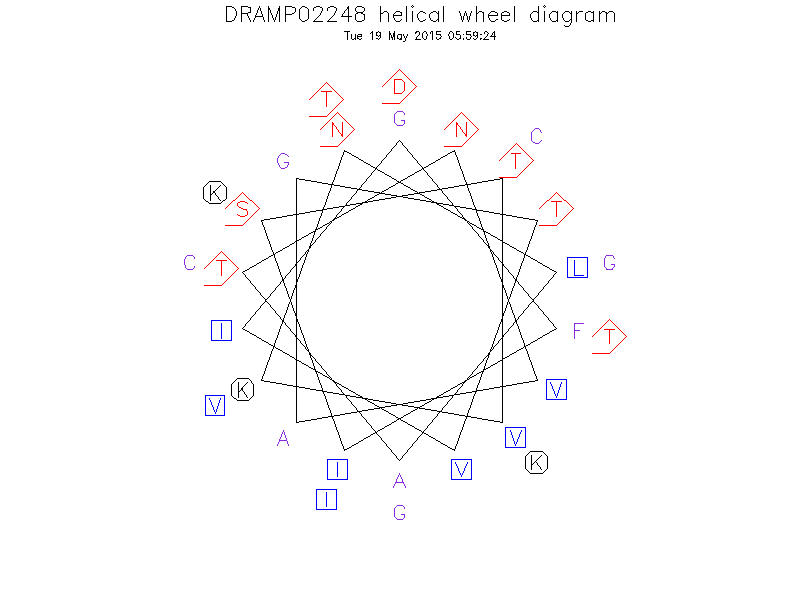 DRAMP02248 helical wheel diagram
Tue 19 May 2015 05:59:24
D
T
G
N N
C
G T
K
S T
C T L G
I F T
K V
V
A V
K
I A V
I G